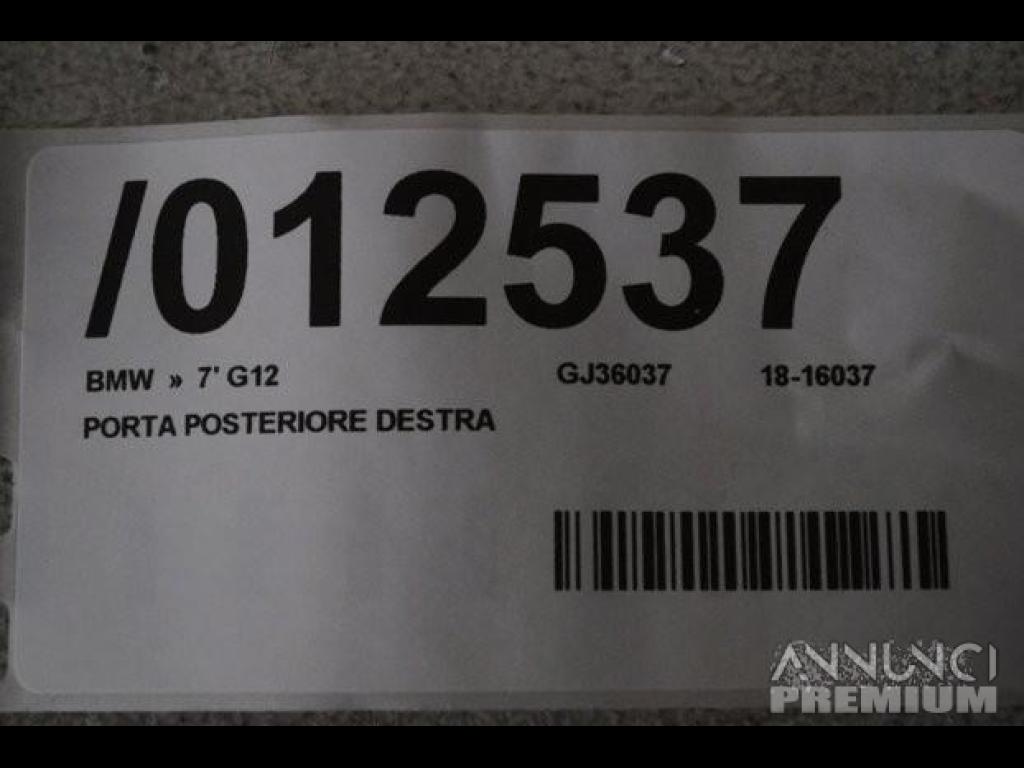 /012537
BMW » 7' G12 GJ36037 18-16037
PORTA POSTERIORE DESTRA
ANNUNCI
PREMIUM